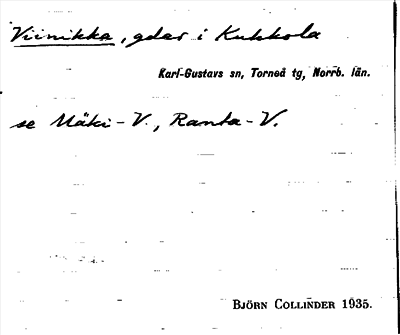 Viinikka, gdar i Kukkola
Karl-Gustavs sn, Torneå tg, Norrb. län.
se Mäki-V., Ranta-V.
BJÖRN COLLINDER 1935.